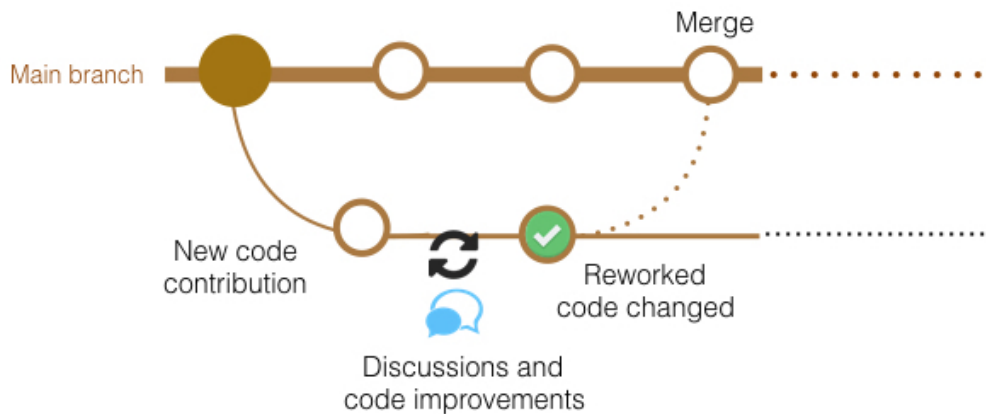 Merge
Main branch
New code
contribution
Reworked
code changed
Discussions and
code improvements